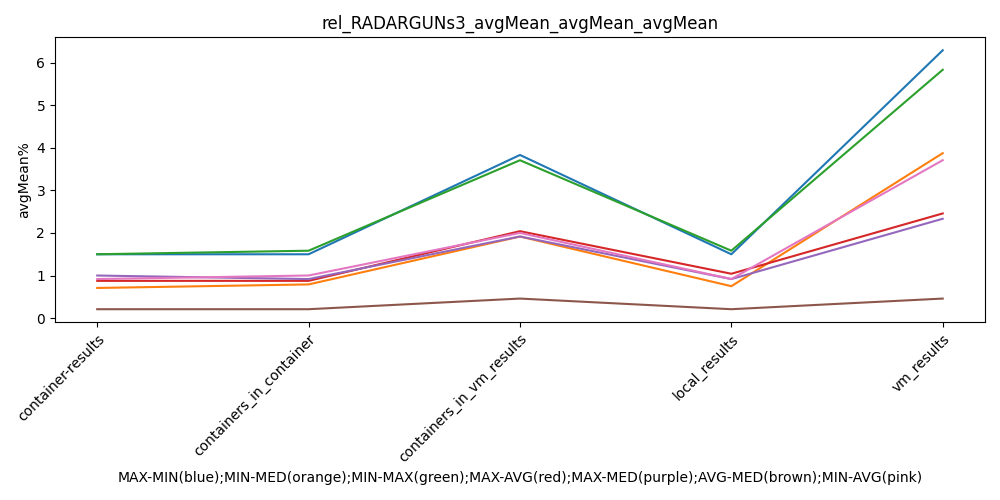 rel_RADARGUNs3_avgMean_avgMean_avgMean
avgMean%
6
5
4
3
2
1
0
container-results
containers_in_container
containers_in_vm_results
local_results
vm_results
MAX-MIN(blue);MIN-MED(orange);MIN-MAX(green);MAX-AVG(red);MAX-MED(purple);AVG-MED(brown);MIN-AVG(pink)